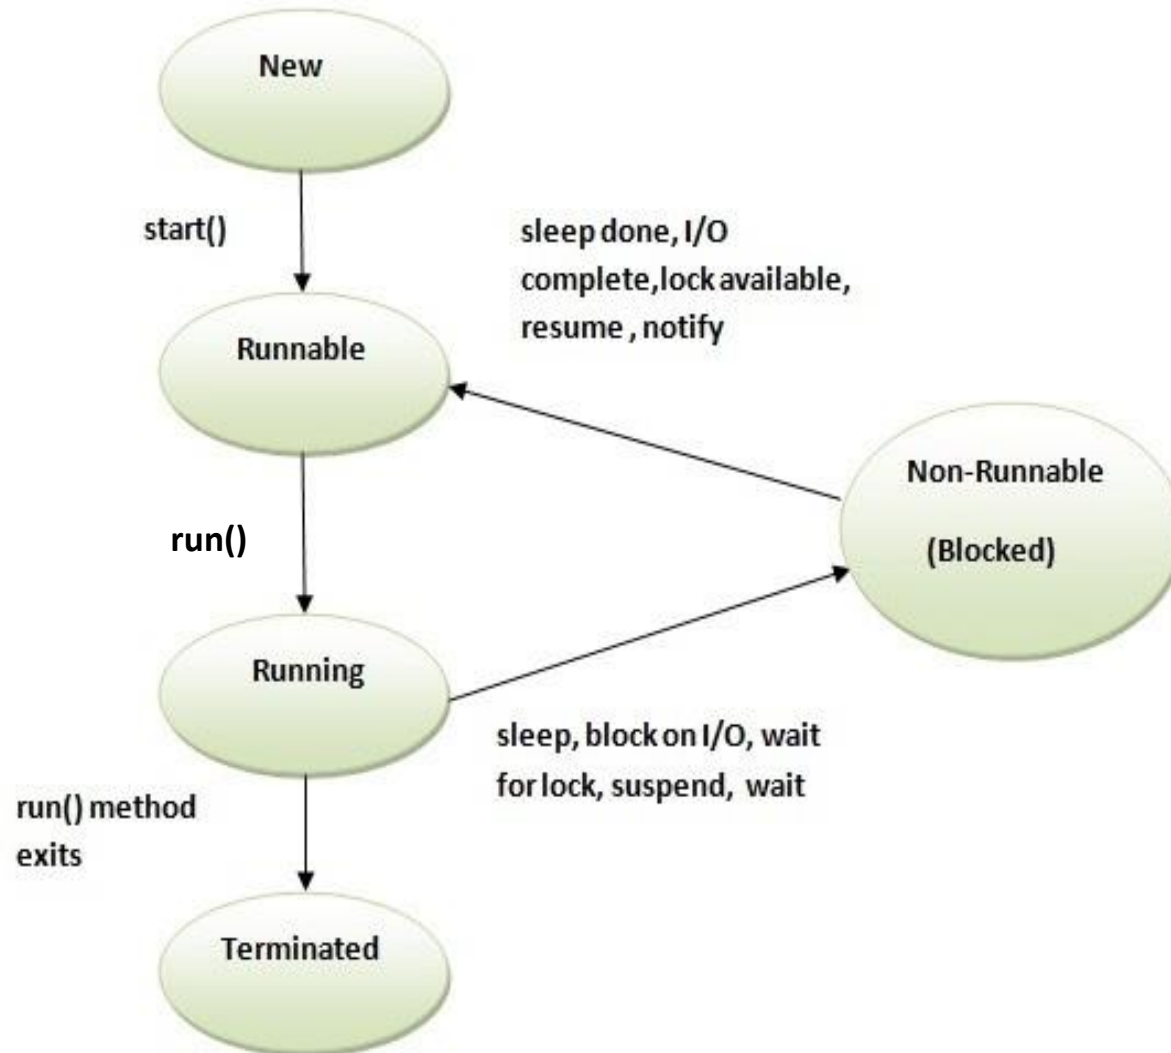 New
start()
sleep done, I/O
complete,lock available,
resume , notify
Runnable
Non-Runnable
(Blocked)
run()
Running
sleep, block on I/O, wait
for lock, suspend, wait
run() method
exits
Terminated